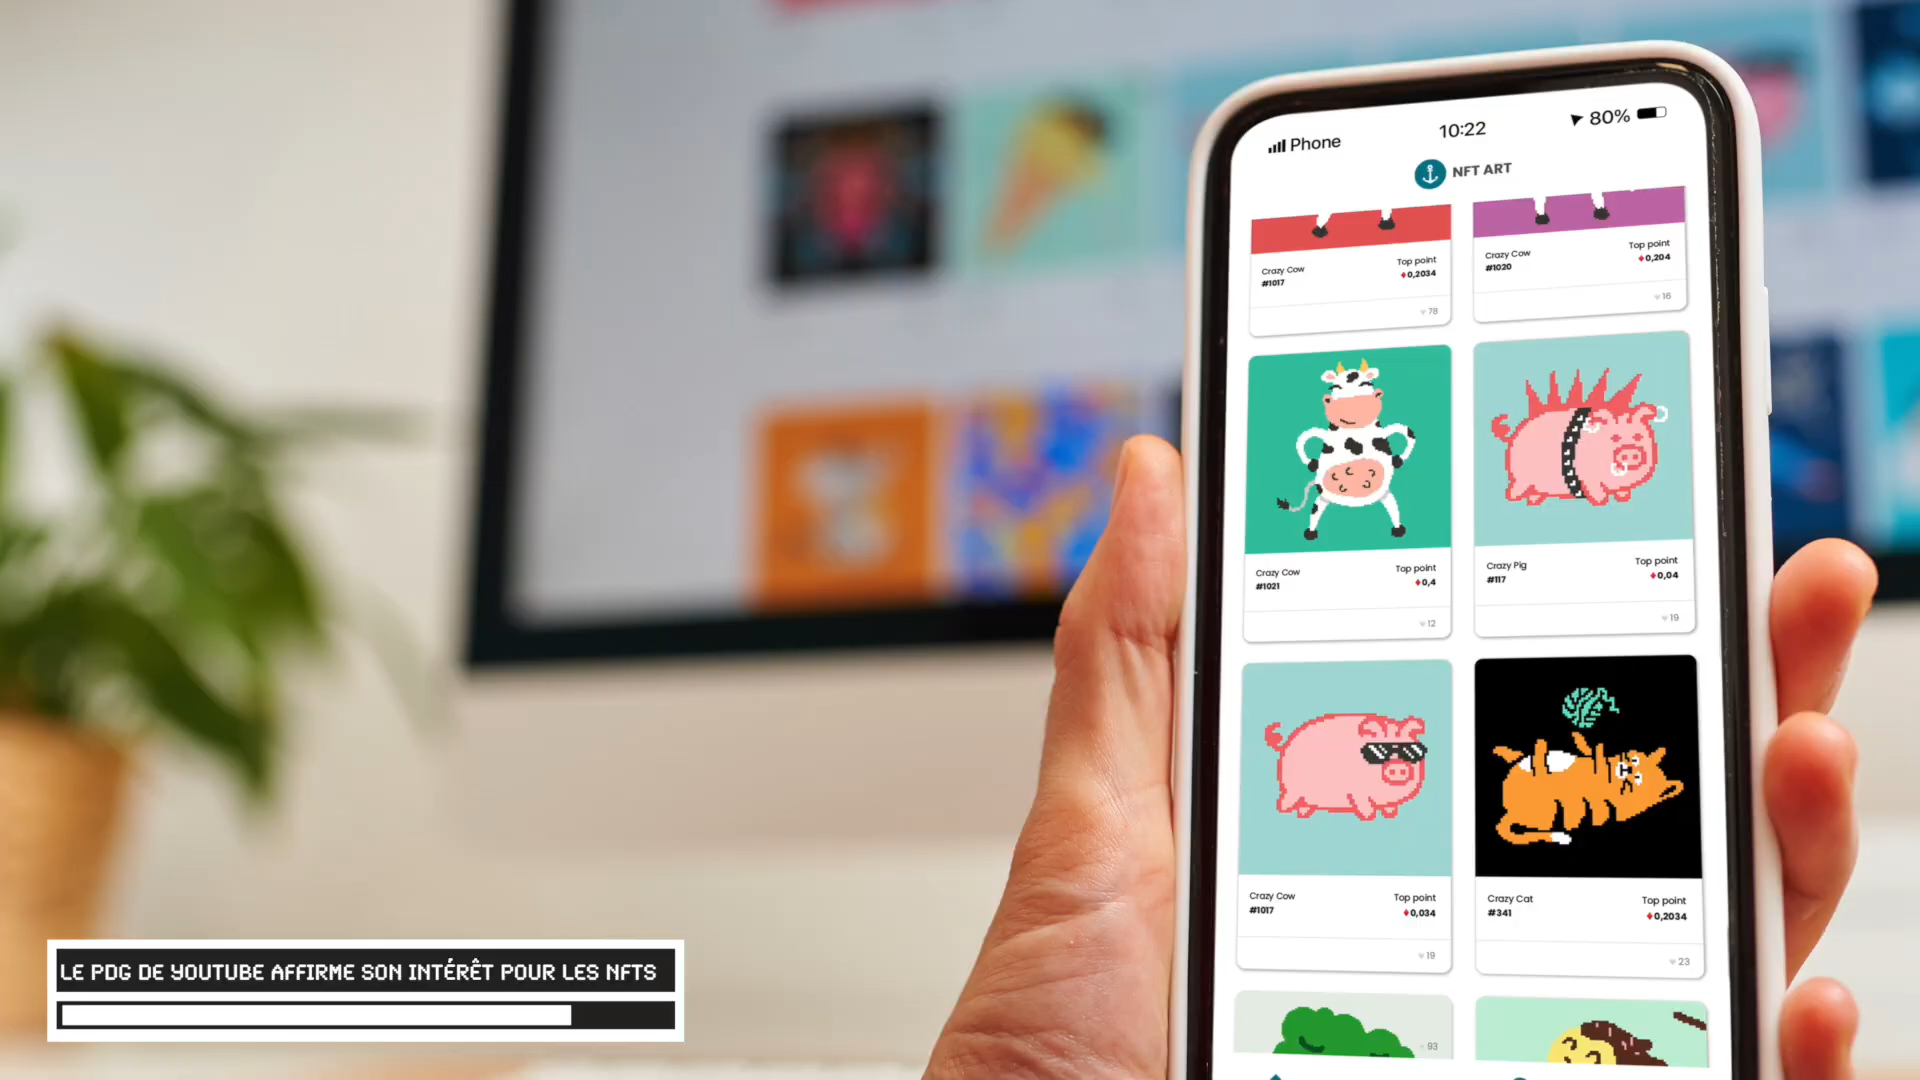 Phone 10:22 80%
NFT ART
Crazy Cow Top point
#1017 0,2034
78
Crazy Cow Top point
#1020 0,204
16
Crazy Cow Top point
#1021 0,4
12
Crazy Pig Top point
#117 0,04
19
Crazy Cow Top point
#1017 0,034
19
Crazy Cat Top point
#341 0,2034
23
93
LE PDG DE YOUTUBE AFFIRME SON INTÉRÊT POUR LES NFTS